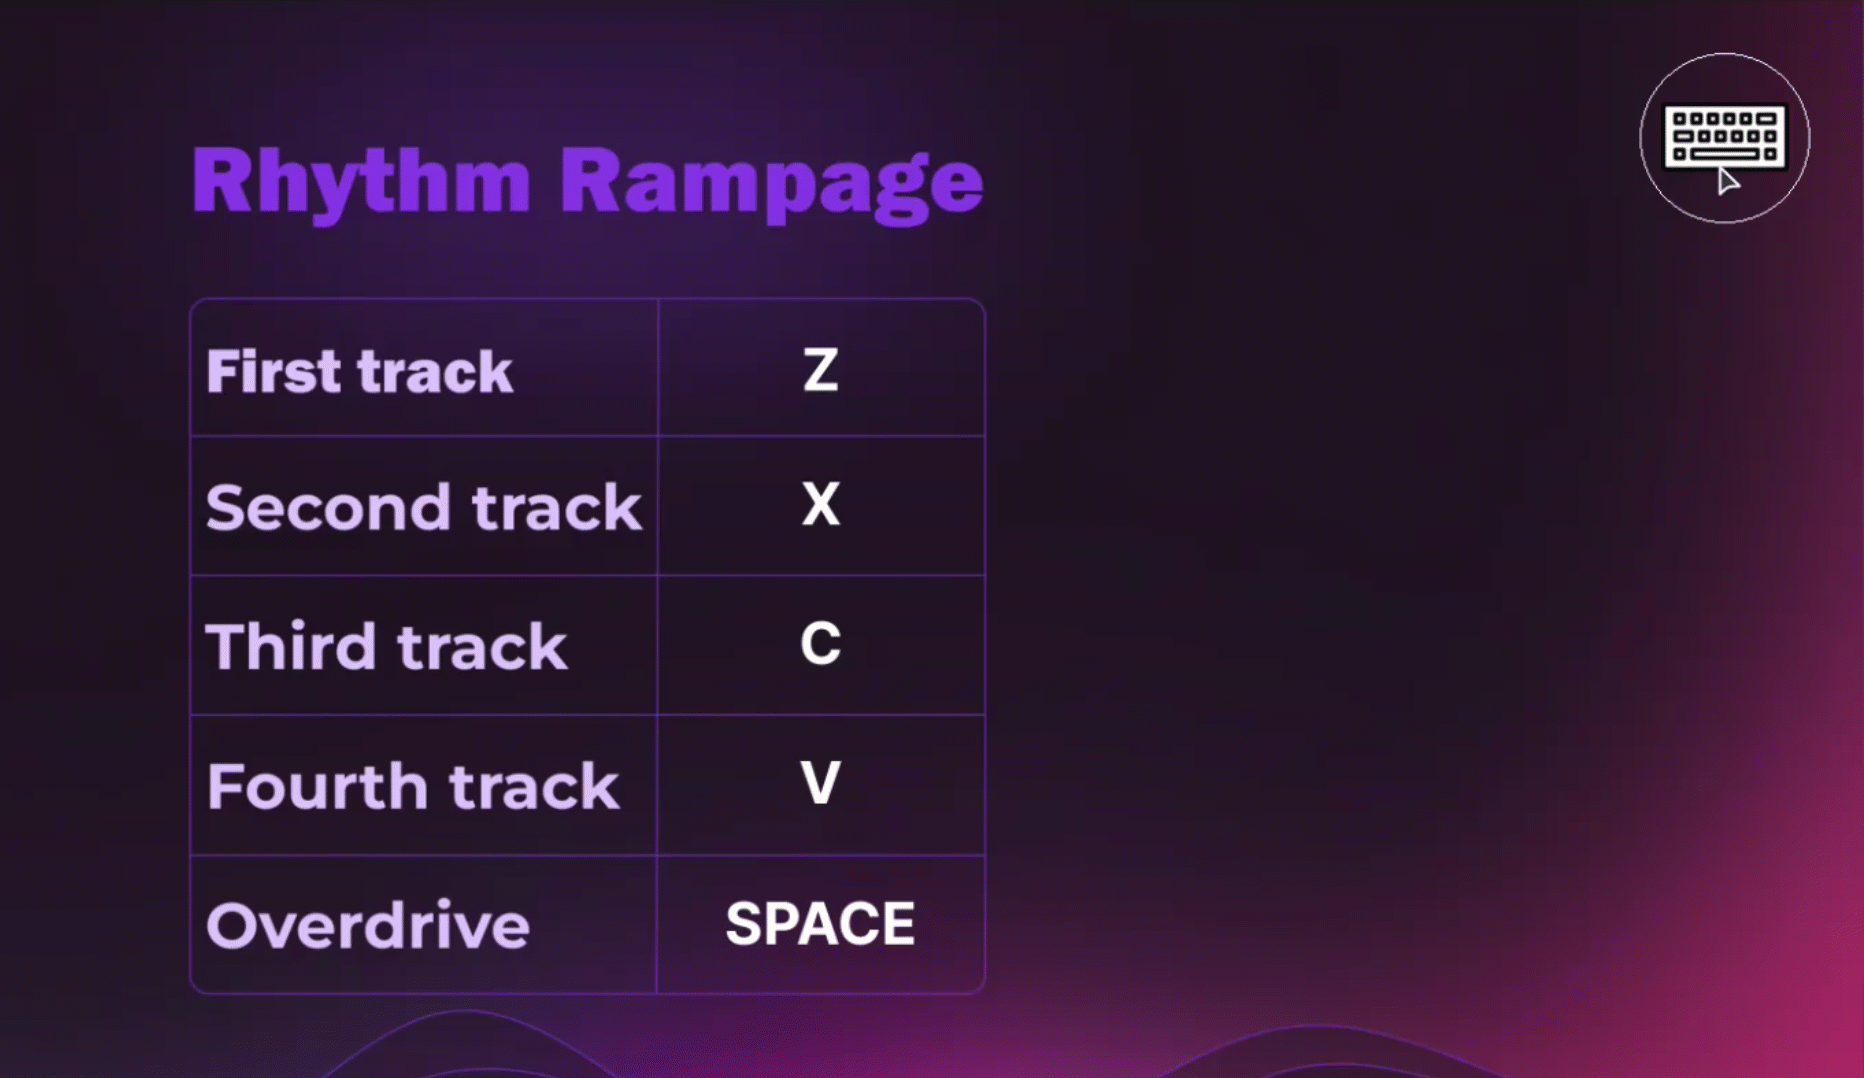 Rhythm Rampage
First track Z
Second track X
Third track C
Fourth track V
Overdrive SPACE